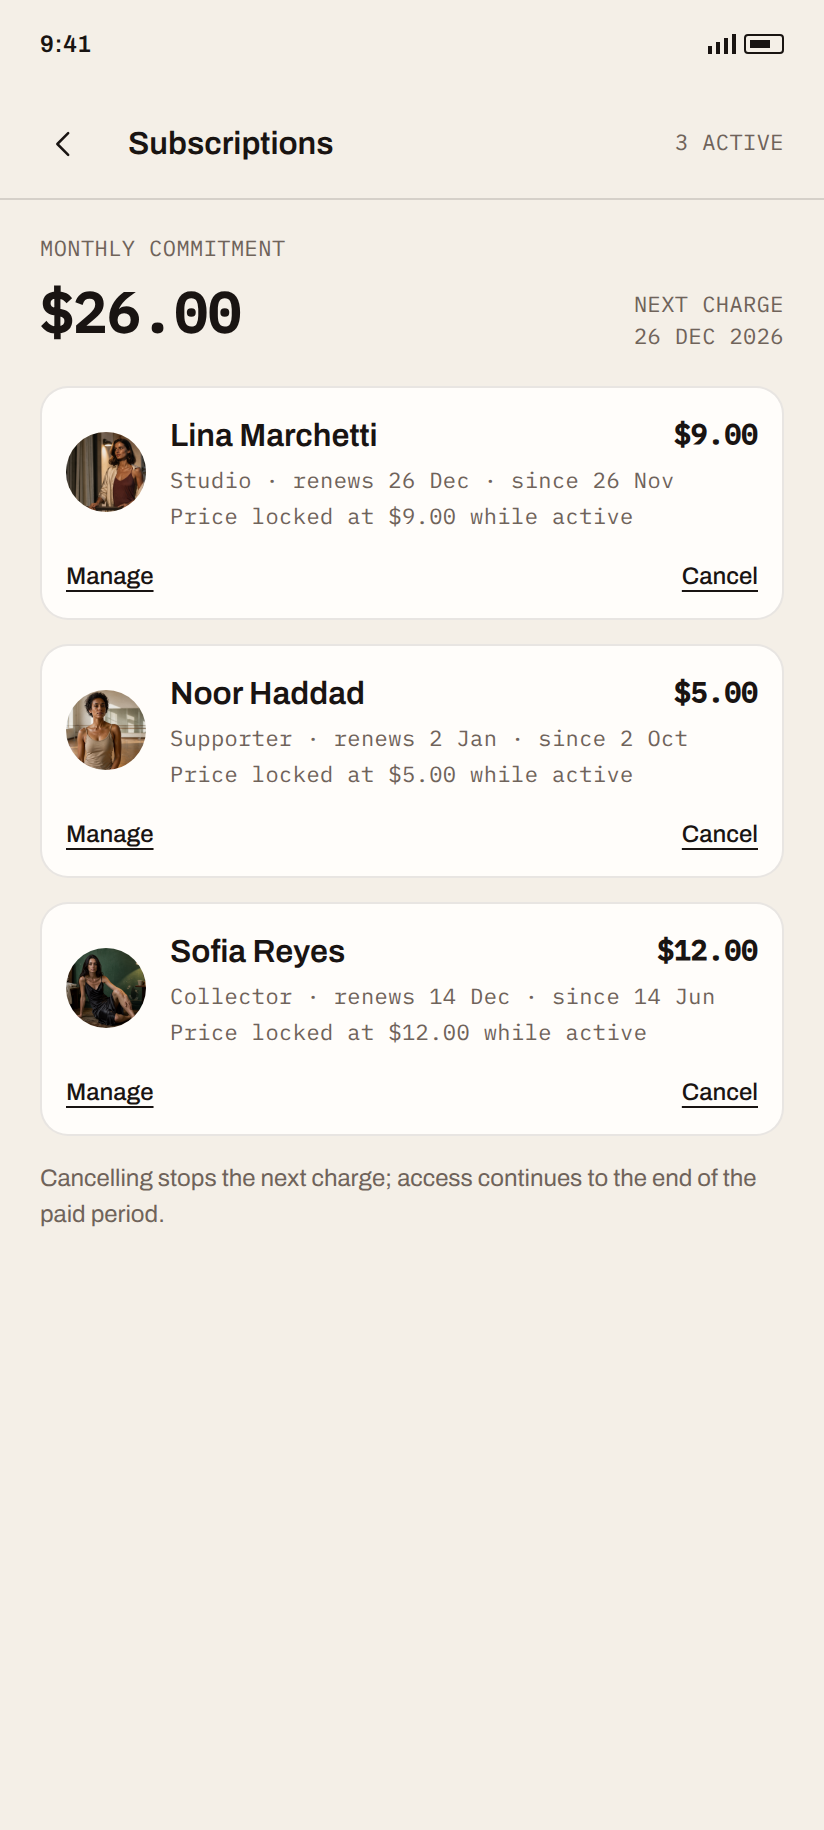 9:41
Subscriptions
3 ACTIVE
MONTHLY COMMITMENT
$26.00
NEXT CHARGE
26 DEC 2026
Lina Marchetti
$9.00
Studio · renews 26 Dec · since 26 Nov
Price locked at $9.00 while active
Manage
Cancel
Noor Haddad
$5.00
Supporter · renews 2 Jan · since 2 Oct
Price locked at $5.00 while active
Manage
Cancel
Sofia Reyes
$12.00
Collector · renews 14 Dec · since 14 Jun
Price locked at $12.00 while active
Manage
Cancel
Cancelling stops the next charge; access continues to the end of the
paid period.